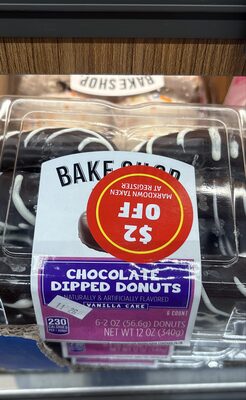 BAKESHOP
BAKE SHOP
MARKDOWN TAKEN
AT REGISTER
$2
OFF
CHOCOLATE
DIPPED DONUTS
NATURALLY & ARTIFICIALLY FLAVORED
VANILLA CAKE
6 COUNT
230
CALORIES
6-2 OZ (56.6g) DONUTS
NET WT 12 OZ (340g)